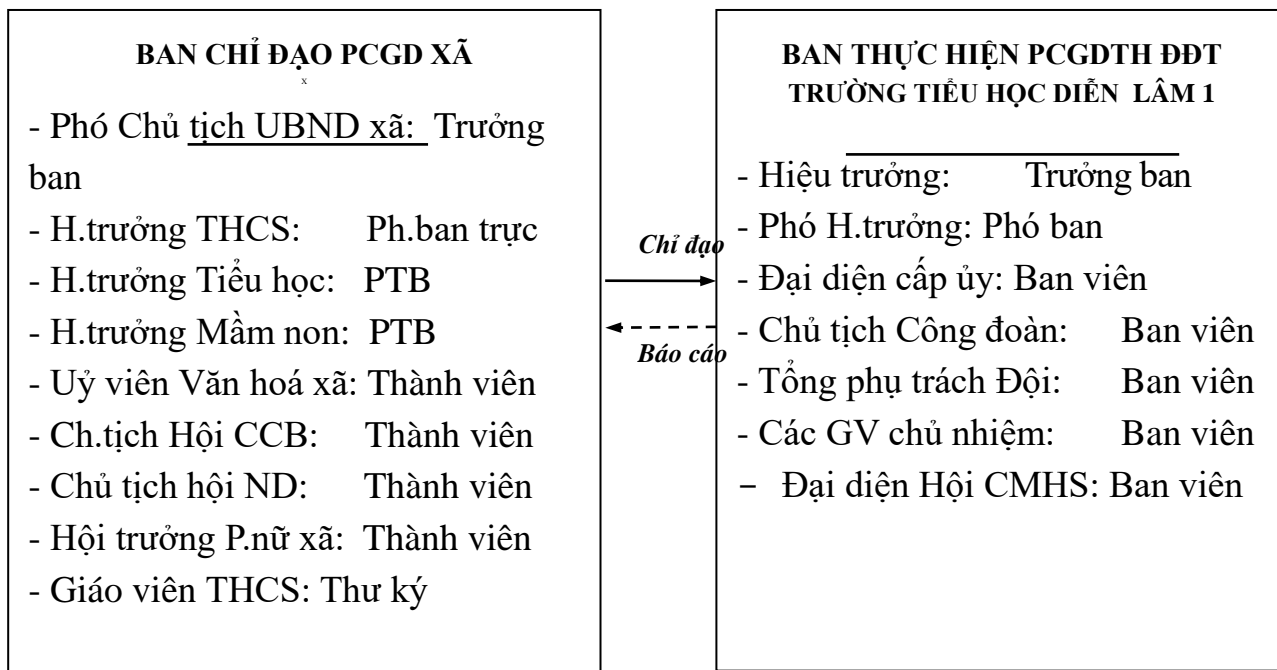 BAN CHỈ ĐẠO PCGD XÃ
x
- Phó Chủ tịch UBND xã: Trưởng
ban
- H.trưởng THCS: Ph.ban trực
- H.trưởng Tiểu học: PTB
- H.trưởng Mầm non: PTB
- Uỷ viên Văn hoá xã: Thành viên
- Ch.tịch Hội CCB: Thành viên
- Chủ tịch hội ND: Thành viên
- Hội trưởng P.nữ xã: Thành viên
- Giáo viên THCS: Thư ký
Chỉ đạo
Báo cáo
BAN THỰC HIỆN PCGDTH ĐĐT
TRƯỜNG TIỂU HỌC DIỄN LÂM 1
- Hiệu trưởng: Trưởng ban
- Phó H.trưởng: Phó ban
- Đại diện cấp ủy: Ban viên
- Chủ tịch Công đoàn: Ban viên
- Tổng phụ trách Đội: Ban viên
- Các GV chủ nhiệm: Ban viên
- Đại diện Hội CMHS: Ban viên